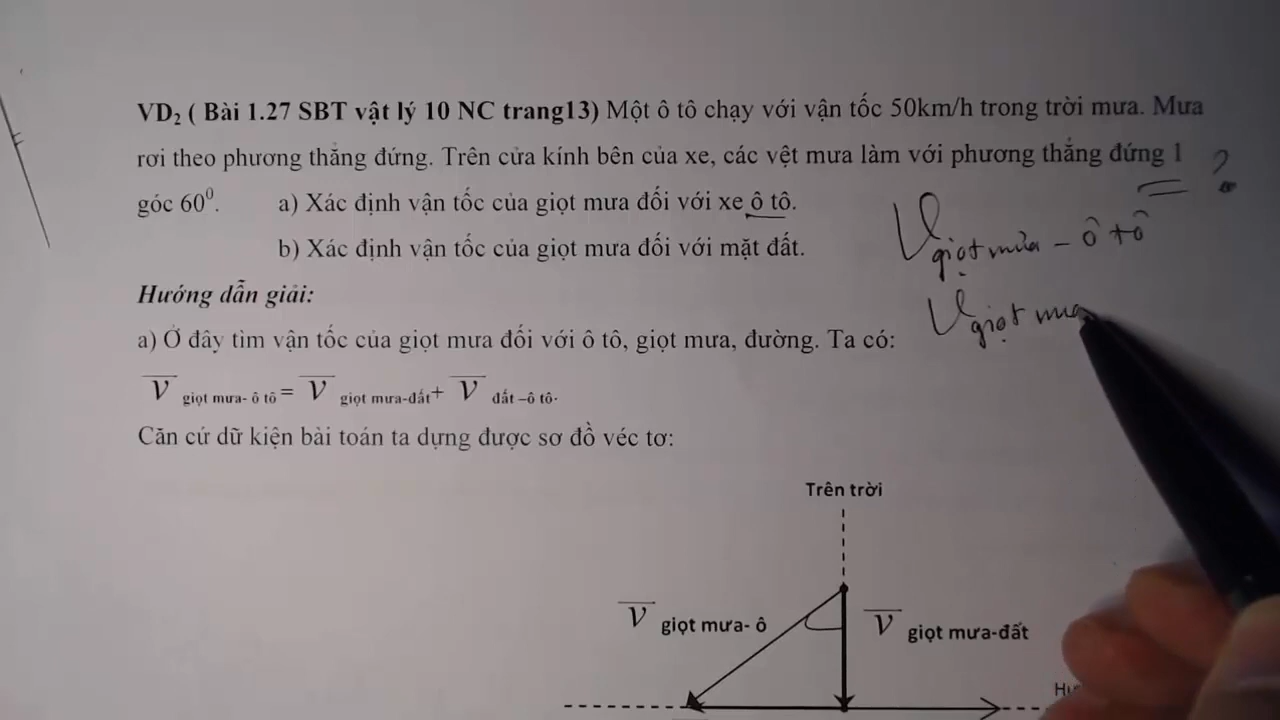 VD2 ( Bài 1.27 SBT vật lý 10 NC trang13) Một ô tô chạy với vận tốc 50km/h trong trời mưa. Mưa
rơi theo phương thẳng đứng. Trên cửa kính bên của xe, các vệt mưa làm với phương thẳng đứng 1
góc 60⁰. a) Xác định vận tốc của giọt mưa đối với xe ô tô.
= ?
V giọt mưa - ô tô
b) Xác định vận tốc của giọt mưa đối với mặt đất.
Hướng dẫn giải:
V giọt mưa
a) Ở đây tìm vận tốc của giọt mưa đối với ô tô, giọt mưa, đường. Ta có:
V giọt mưa- ô tô = V giọt mưa-đất + V đất –ô tô.
Căn cứ dữ kiện bài toán ta dựng được sơ đồ véc tơ:
Trên trời
V giọt mưa- ô
V giọt mưa-đất